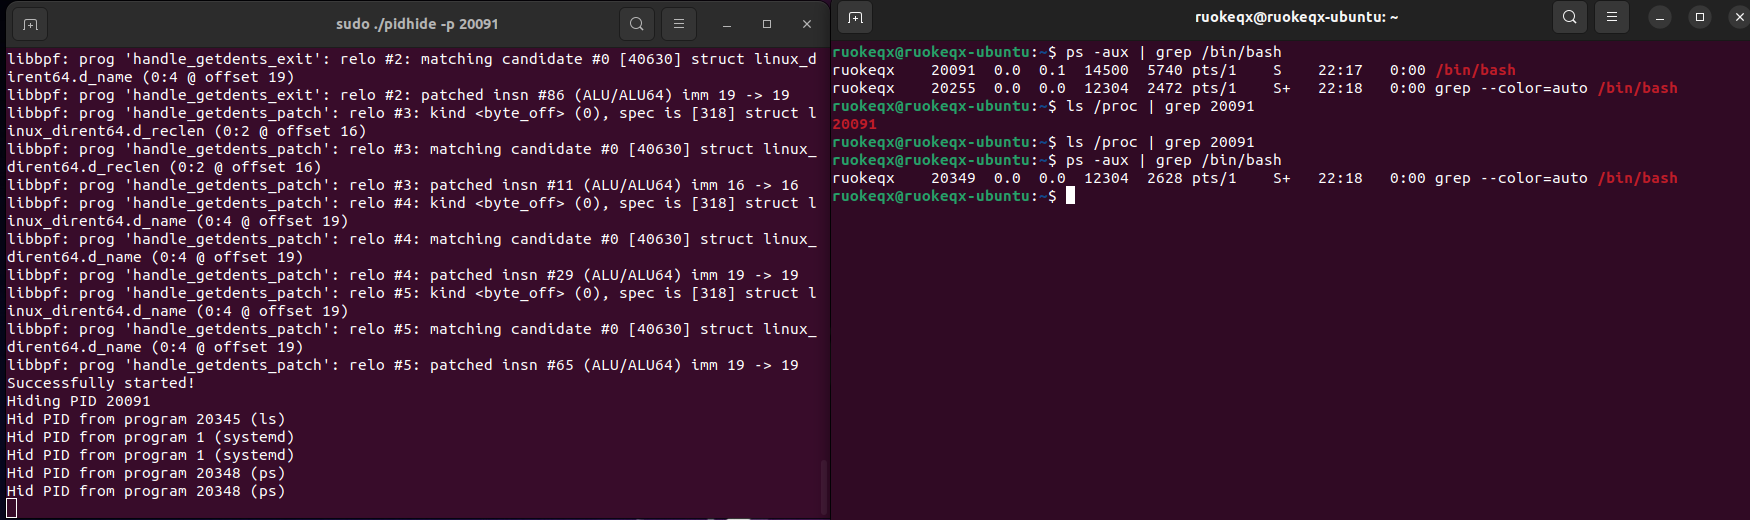 sudo ./pidhide -p 20091
libbpf: prog 'handle_getdents_exit': relo #2: matching candidate #0 [40630] struct linux_d
irent64.d_name (0:4 @ offset 19)
libbpf: prog 'handle_getdents_exit': relo #2: patched insn #86 (ALU/ALU64) imm 19 -> 19
libbpf: prog 'handle_getdents_patch': relo #3: kind <byte_off> (0), spec is [318] struct l
inux_dirent64.d_reclen (0:2 @ offset 16)
libbpf: prog 'handle_getdents_patch': relo #3: matching candidate #0 [40630] struct linux_
dirent64.d_reclen (0:2 @ offset 16)
libbpf: prog 'handle_getdents_patch': relo #3: patched insn #11 (ALU/ALU64) imm 16 -> 16
libbpf: prog 'handle_getdents_patch': relo #4: kind <byte_off> (0), spec is [318] struct l
inux_dirent64.d_name (0:4 @ offset 19)
libbpf: prog 'handle_getdents_patch': relo #4: matching candidate #0 [40630] struct linux_
dirent64.d_name (0:4 @ offset 19)
libbpf: prog 'handle_getdents_patch': relo #4: patched insn #29 (ALU/ALU64) imm 19 -> 19
libbpf: prog 'handle_getdents_patch': relo #5: kind <byte_off> (0), spec is [318] struct l
inux_dirent64.d_name (0:4 @ offset 19)
libbpf: prog 'handle_getdents_patch': relo #5: matching candidate #0 [40630] struct linux_
dirent64.d_name (0:4 @ offset 19)
libbpf: prog 'handle_getdents_patch': relo #5: patched insn #65 (ALU/ALU64) imm 19 -> 19
Successfully started!
Hiding PID 20091
Hid PID from program 20345 (ls)
Hid PID from program 1 (systemd)
Hid PID from program 1 (systemd)
Hid PID from program 20348 (ps)
Hid PID from program 20348 (ps)
ruokeqx@ruokeqx-ubuntu: ~
ruokeqx@ruokeqx-ubuntu:~$ ps -aux | grep /bin/bash
ruokeqx    20091  0.0  0.1  14500  5740 pts/1    S    22:17   0:00 /bin/bash
ruokeqx    20255  0.0  0.0  12304  2472 pts/1    S+   22:18   0:00 grep --color=auto /bin/bash
ruokeqx@ruokeqx-ubuntu:~$ ls /proc | grep 20091
20091
ruokeqx@ruokeqx-ubuntu:~$ ls /proc | grep 20091
ruokeqx@ruokeqx-ubuntu:~$ ps -aux | grep /bin/bash
ruokeqx    20349  0.0  0.0  12304  2628 pts/1    S+   22:18   0:00 grep --color=auto /bin/bash
ruokeqx@ruokeqx-ubuntu:~$